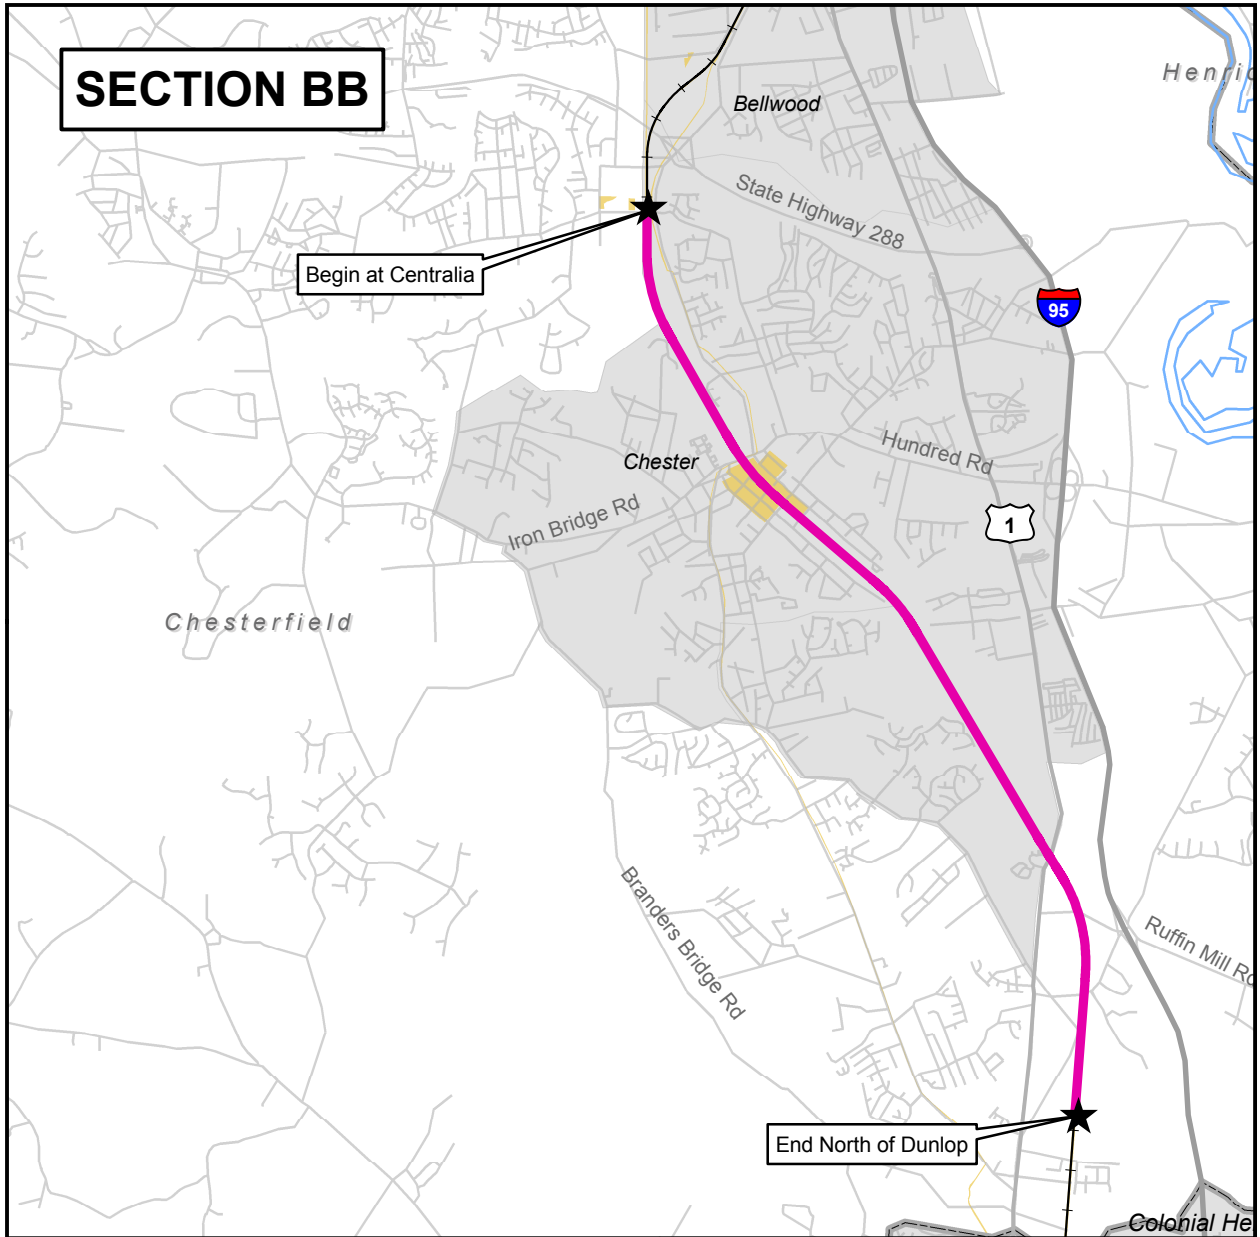 SECTION BB
Henric
Bellwood
State Highway 288
Begin at Centralia
95
Hundred Rd
Chester
Iron Bridge Rd
1
Chesterfield
Branders Bridge Rd
Ruffin Mill Rd
End North of Dunlop
Colonial He